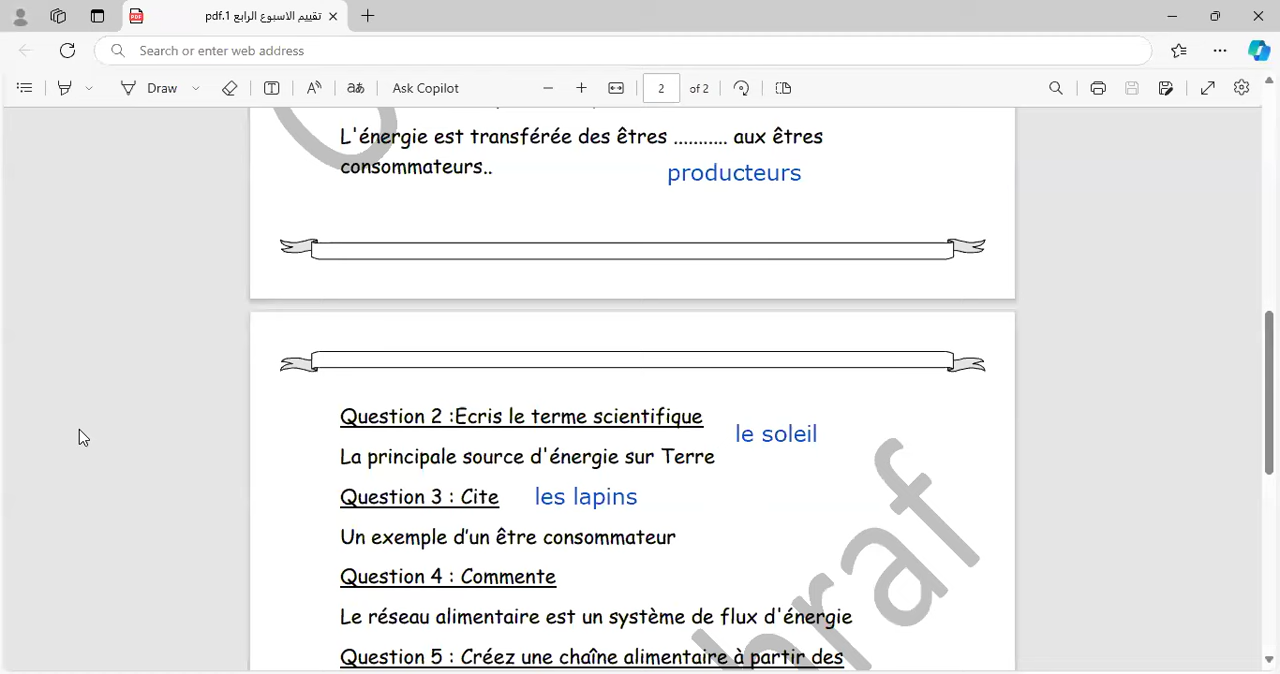 تقييم الاسبوع الرابع 1.pdf
Search or enter web address
Draw
Ask Copilot
2 of 2
L'énergie est transférée des êtres .......... aux êtres
consommateurs..
producteurs
Question 2 :Ecris le terme scientifique
le soleil
La principale source d'énergie sur Terre
Question 3 : Cite
les lapins
Un exemple d'un être consommateur
Question 4 : Commente
Le réseau alimentaire est un système de flux d'énergie
Question 5 : Créez une chaîne alimentaire à partir des
hraf